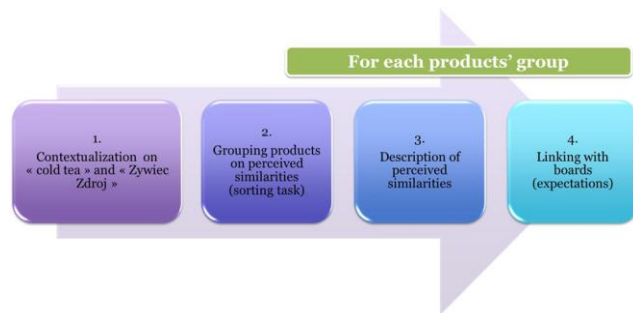 For each products' group
1.
Contextualization on
« cold tea » and « Zywiec
Zdroj »
2.
Grouping products
on perceived
similarities
(sorting task)
3.
Description of
perceived
similarities
4.
Linking with
boards
(expectations)